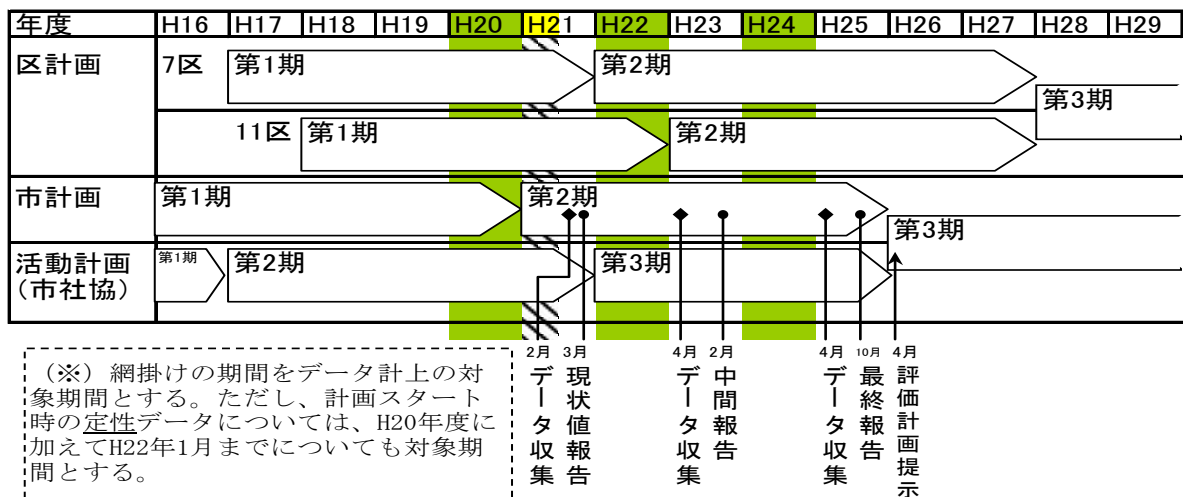 年度 H16 H17 H18 H19 H20 H21 H22 H23 H24 H25 H26 H27 H28 H29
区計画 7区 第1期 第2期
第3期
11区 第1期 第2期
市計画 第1期 第2期
第3期
活動計画 第1期 第2期 第3期
(市社協)
2月 3月 4月 2月 4月 10月 4月
データ収集
現状値報告
データ収集
中間報告
データ収集
最終報告
評価計画提示
(※)網掛けの期間をデータ計上の対
象期間とする。ただし、計画スタート
時の定性データについては、H20年度に
加えてH22年1月までについても対象期
間とする。